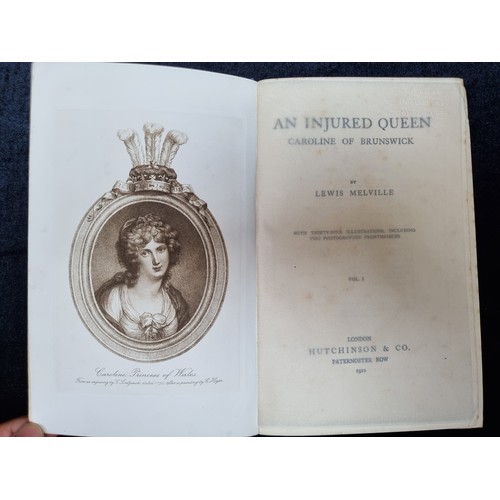 Caroline, Princess of Wales
AN INJURED QUEEN
CAROLINE OF BRUNSWICK
BY
LEWIS MELVILLE
WITH THIRTY-FIVE ILLUSTRATIONS, INCLUDING
TWO PHOTOGRAVURE FRONTISPIECES
VOL. I
LONDON
HUTCHINSON & CO.
PATERNOSTER ROW